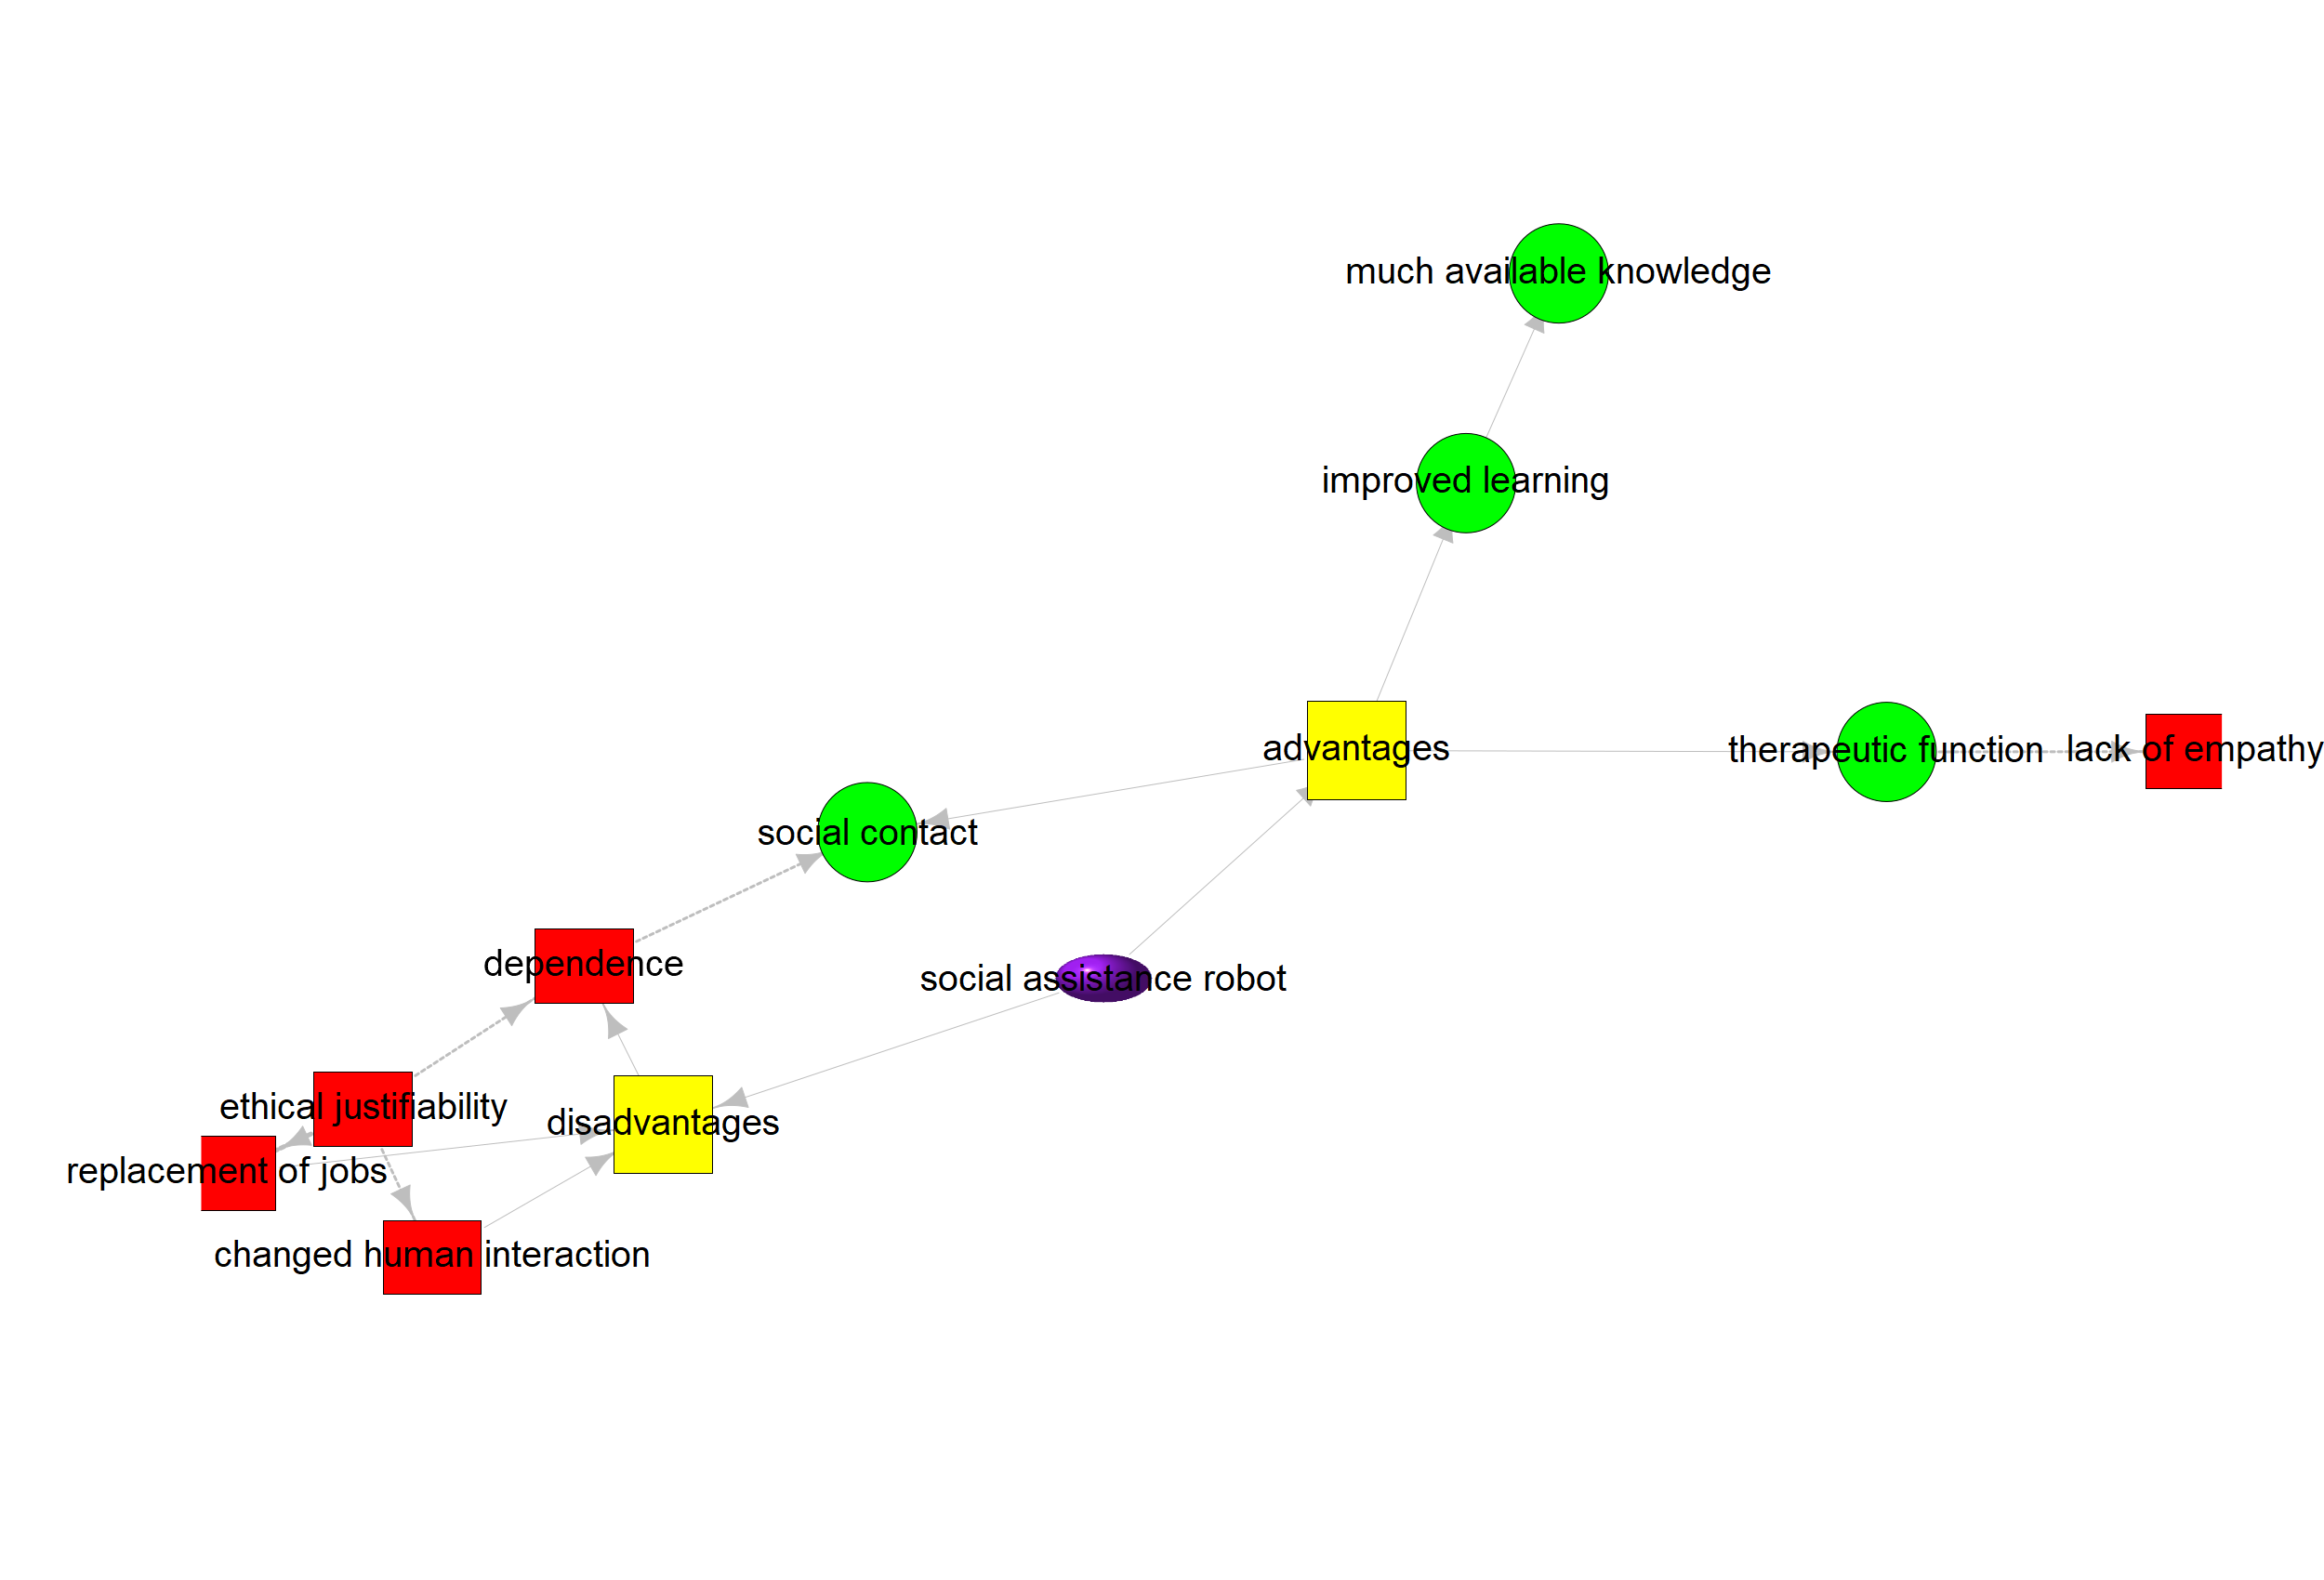 much available knowledge
improved learning
advantages
therapeutic function
lack of empathy
social contact
dependence
social assistance robot
ethical justifiability
disadvantages
replacement of jobs
changed human interaction